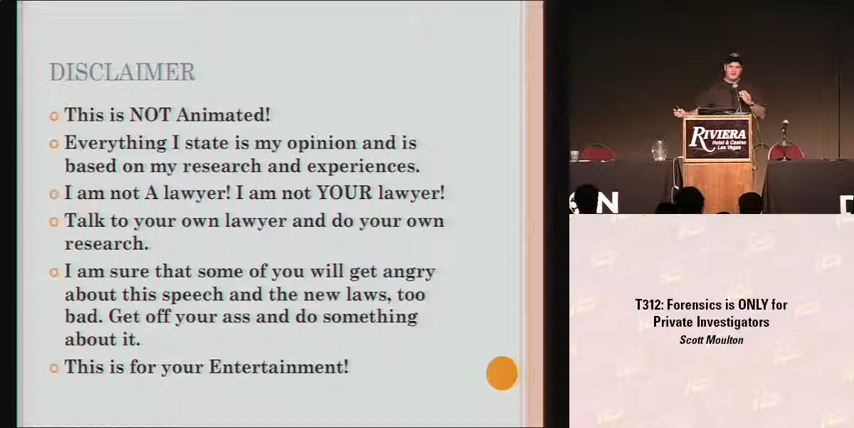 DISCLAIMER
This is NOT Animated!
Everything I state is my opinion and is
based on my research and experiences.
I am not A lawyer! I am not YOUR lawyer!
Talk to your own lawyer and do your own
research.
I am sure that some of you will get angry
about this speech and the new laws, too
bad. Get off your ass and do something
about it.
This is for your Entertainment!
RIVIERA
Hotel & Casino
Las Vegas
T312: Forensics is ONLY for
Private Investigators
Scott Moulton